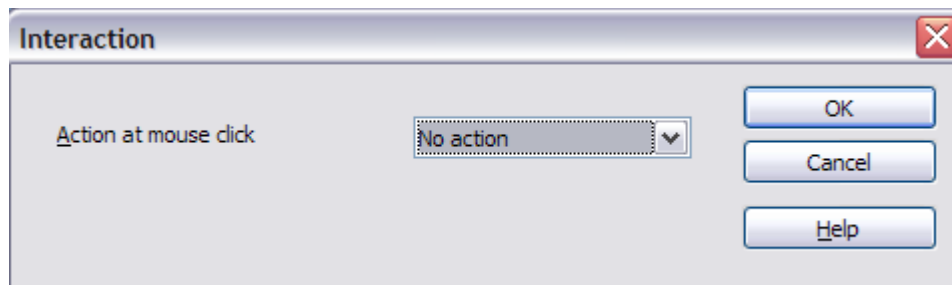 Interaction
Action at mouse click
No action
OK
Cancel
Help